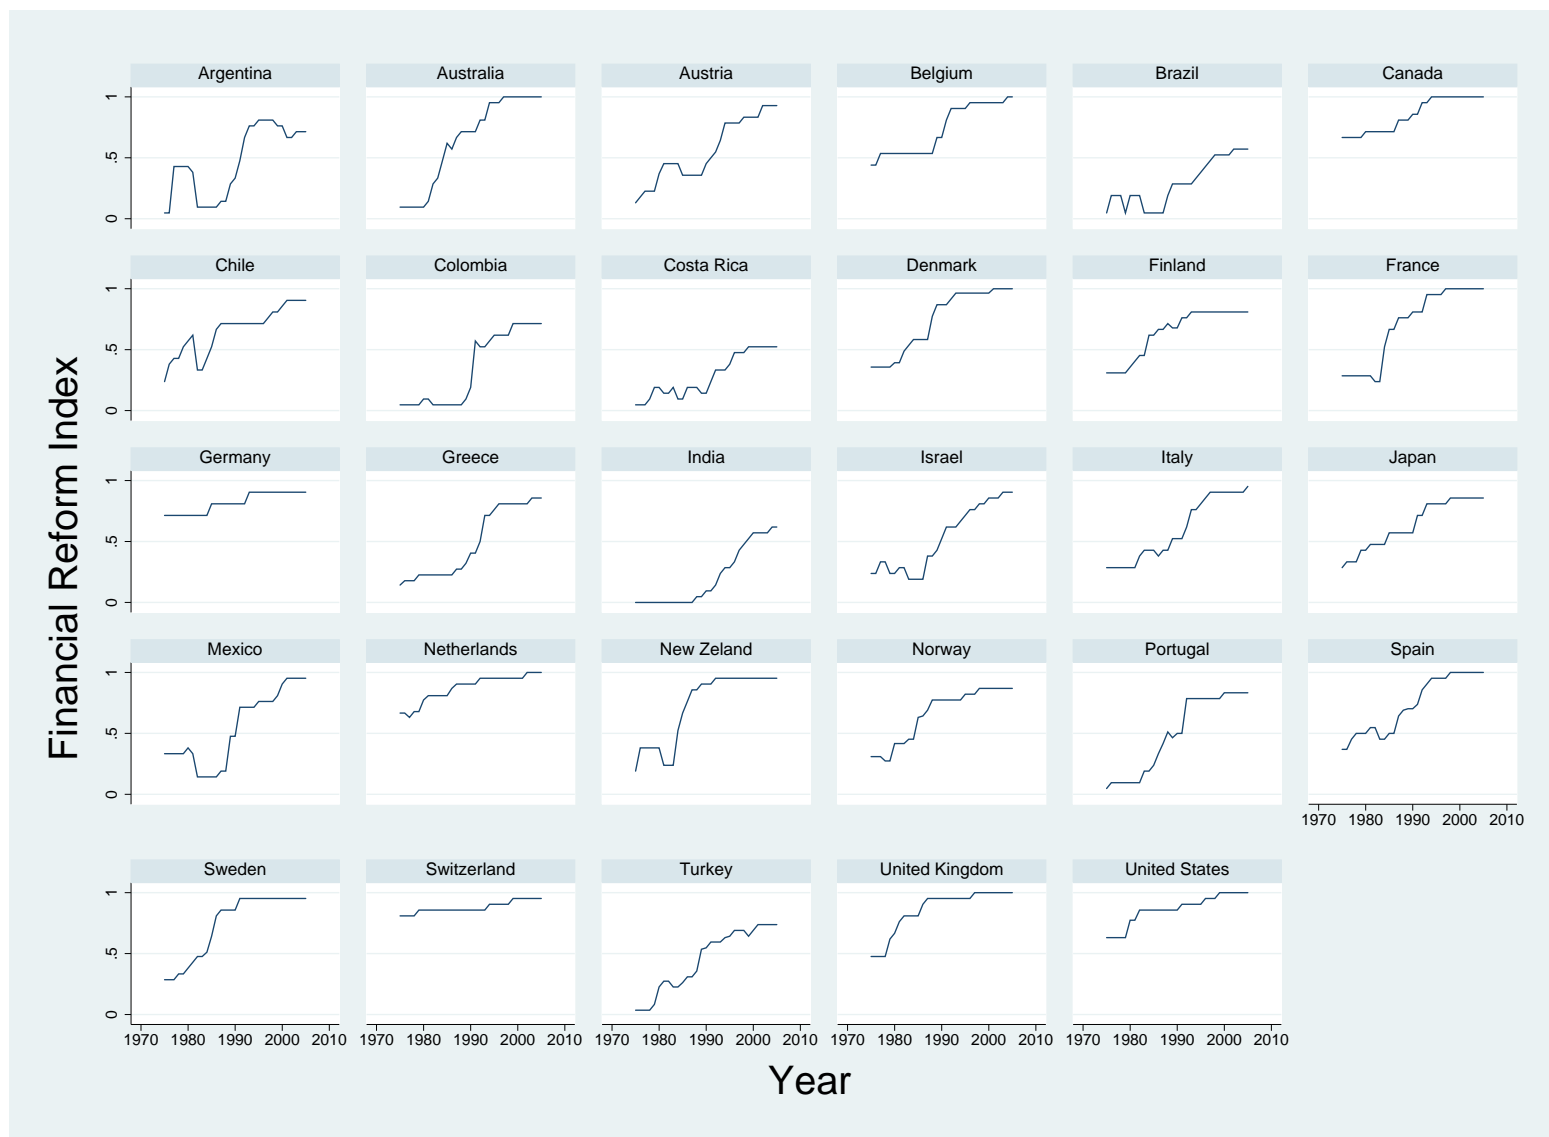 Argentina Australia Austria Belgium Brazil Canada
1
.5
0
Chile Colombia Costa Rica Denmark Finland France
1
.5
0
Germany Greece India Israel Italy Japan
1
.5
0
Mexico Netherlands New Zeland Norway Portugal Spain
1
.5
0
1970 1980 1990 2000 2010
Sweden Switzerland Turkey United Kingdom United States
1
.5
0
1970 1980 1990 2000 2010 1970 1980 1990 2000 2010 1970 1980 1990 2000 2010 1970 1980 1990 2000 2010 1970 1980 1990 2000 2010
Financial Reform Index
Year